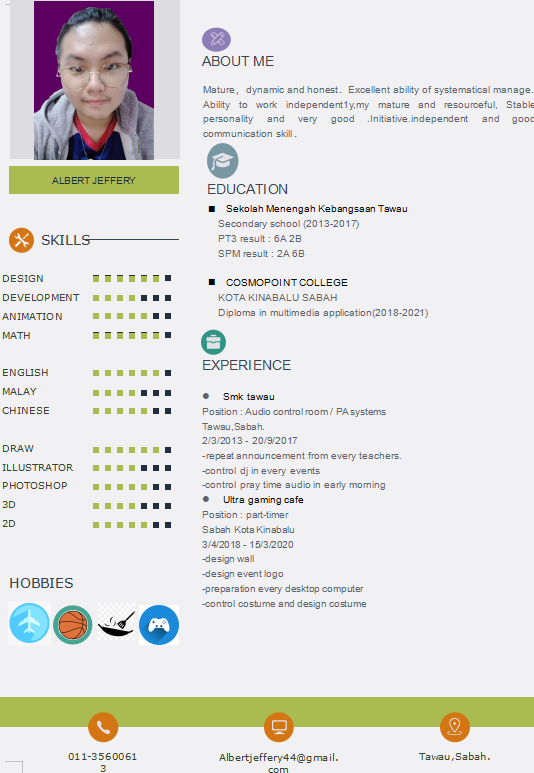 ABOUT ME
Mature, dynamic and honest. Excellent ability of systematical manage.
Ability to work independent1y,my mature and resourceful, Stable
personality and very good .Initiative.independent and good
communication skill.
ALBERT JEFFERY
EDUCATION
Sekolah Menengah Kebangsaan Tawau
Secondary school (2013-2017)
PT3 result : 6A 2B
SPM result : 2A 6B
COSMOPOINT COLLEGE
KOTA KINABALU SABAH
Diploma in multimedia application(2018-2021)
SKILLS
DESIGN
DEVELOPMENT
ANIMATION
MATH
ENGLISH
MALAY
CHINESE
DRAW
ILLUSTRATOR
PHOTOSHOP
3D
2D
HOBBIES
EXPERIENCE
Smk tawau
Position : Audio control room / PA systems
Tawau,Sabah.
2/3/2013 - 20/9/2017
-repeat announcement from every teachers.
-control dj in every events
-control pray time audio in early morning
Ultra gaming cafe
Position : part-timer
Sabah Kota Kinabalu
3/4/2018 - 15/3/2020
-design wall
-design event logo
-preparation every desktop computer
-control costume and design costume
011-3560061
3
Albertjeffery44@gmail.
com
Tawau,Sabah.